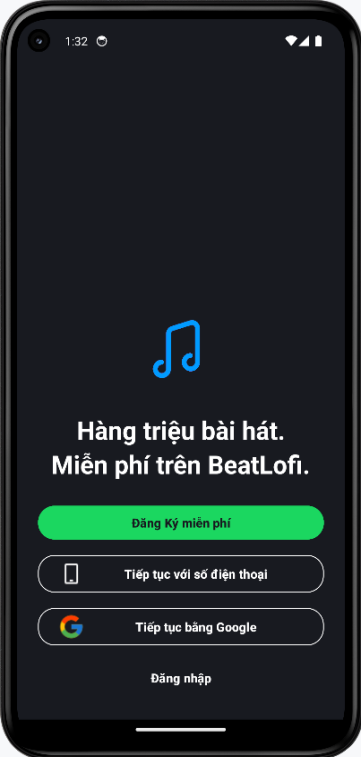 1:32
Hàng triệu bài hát.
Miễn phí trên BeatLofi.
Đăng Ký miễn phí
Tiếp tục với số điện thoại
Tiếp tục bằng Google
Đăng nhập